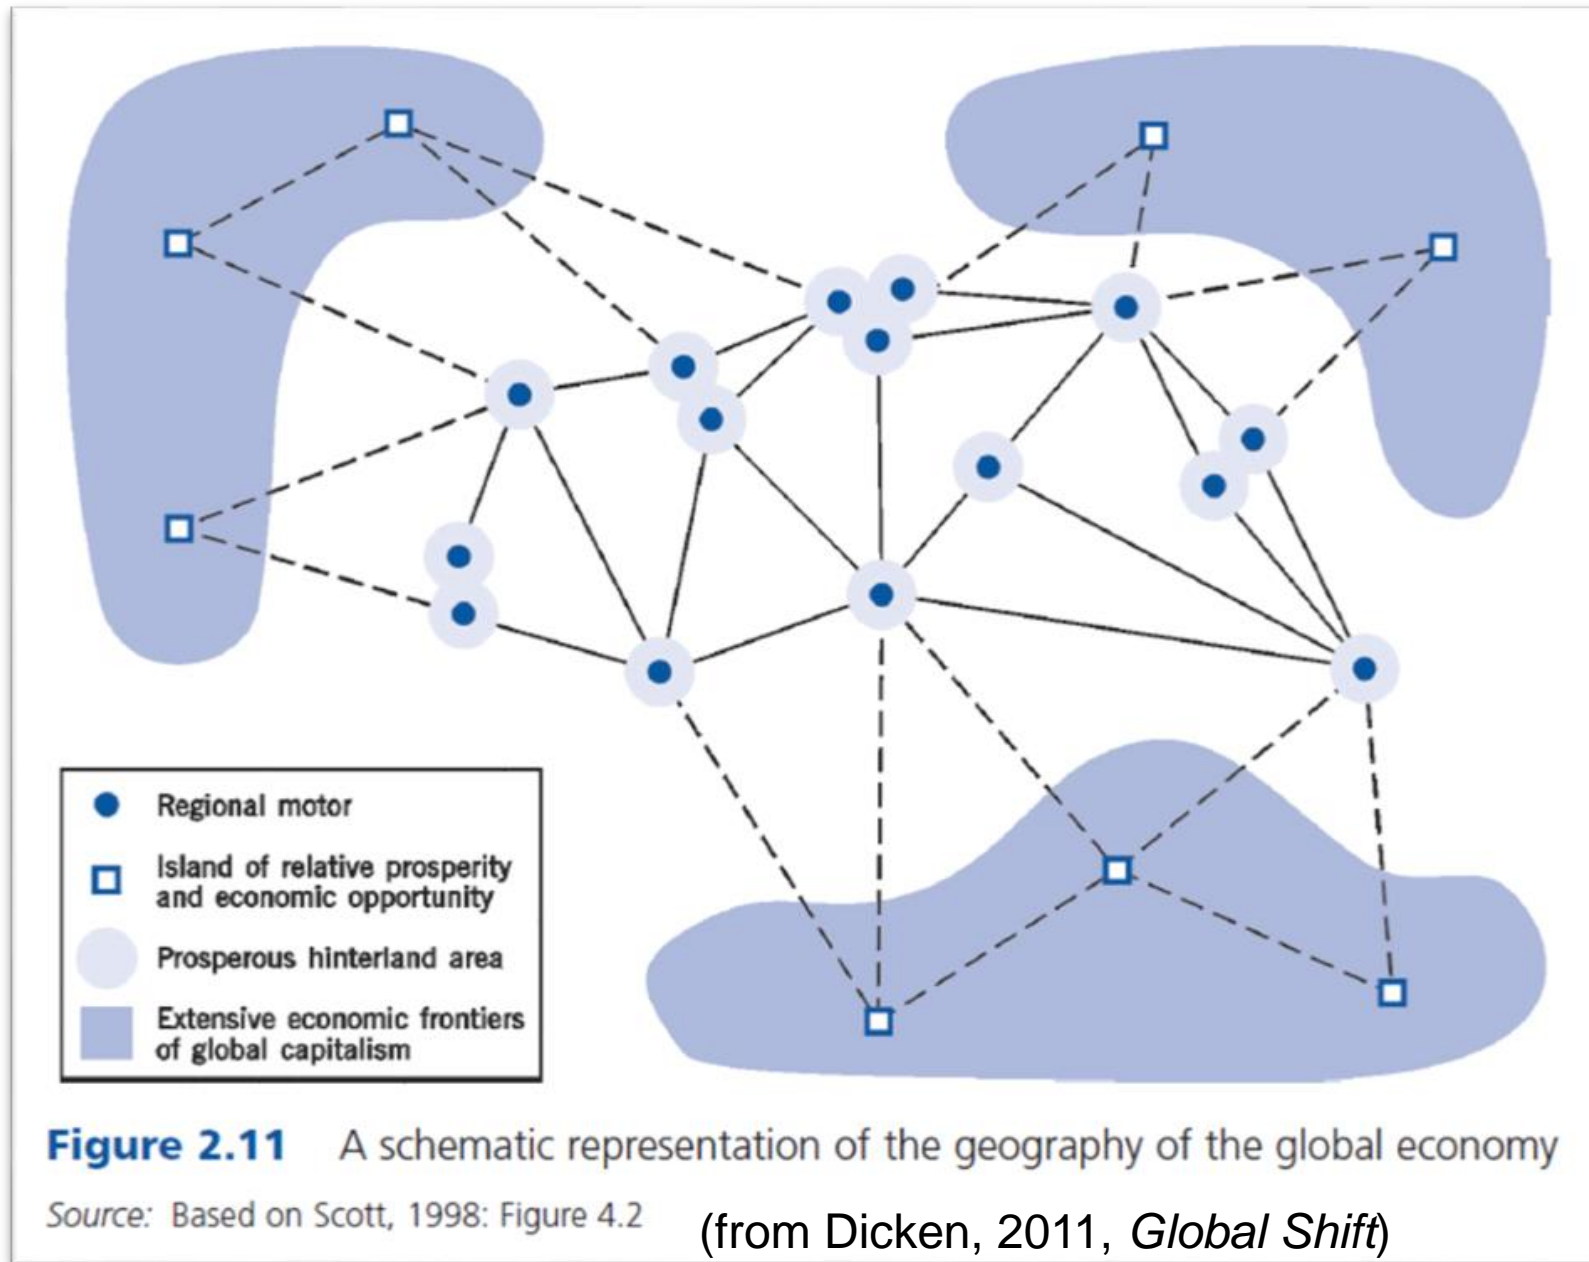 Regional motor
Island of relative prosperity
and economic opportunity
Prosperous hinterland area
Extensive economic frontiers
of global capitalism
Figure 2.11 A schematic representation of the geography of the global economy
Source: Based on Scott, 1998: Figure 4.2 (from Dicken, 2011, Global Shift)